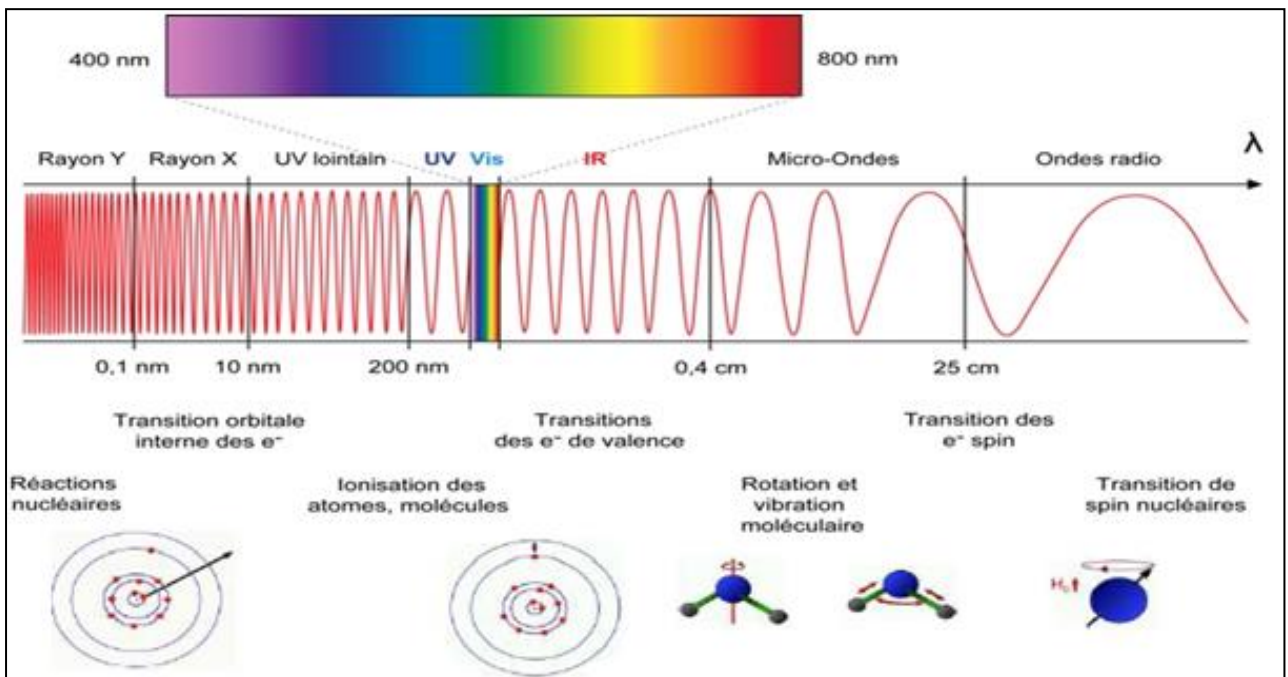 400 nm
800 nm
Rayon Y
Rayon X
UV lointain
UV
Vis
IR
Micro-Ondes
Ondes radio
λ
0,1 nm
10 nm
200 nm
0,4 cm
25 cm
Transition orbitale
interne des e⁻
Transitions
des e⁻ de valence
Transition des
e⁻ spin
Réactions
nucléaires
Ionisation des
atomes, molécules
Rotation et
vibration
moléculaire
Transition de
spin nucléaires
H₀